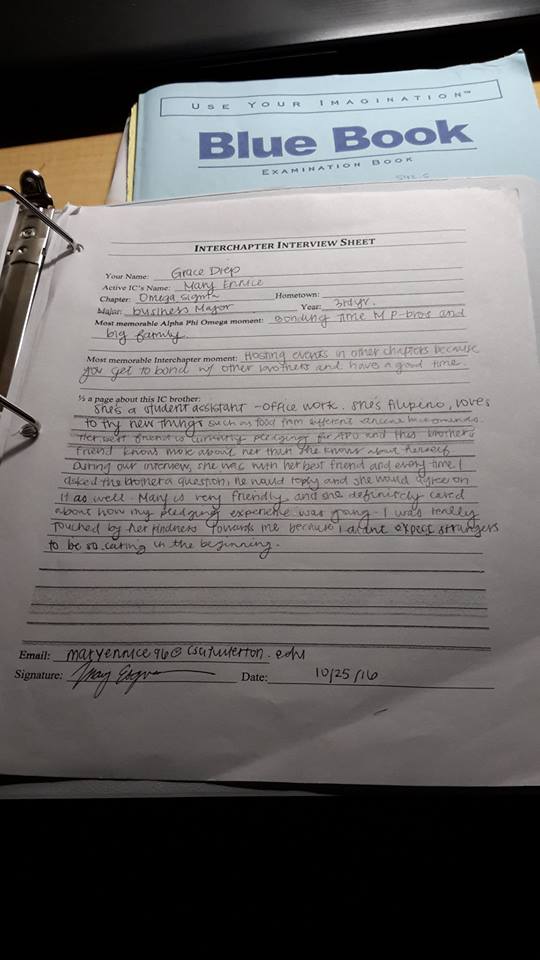 USE YOUR IMAGINATION™
Blue Book
EXAMINATION BOOK
INTERCHAPTER INTERVIEW SHEET
Your Name: Grace Diep
Active IC's Name: Mary Ennice
Chapter: Omega Sigma Hometown:
Major: business Major Year: 3rd yr.
Most memorable Alpha Phi Omega moment: Bonding time w P-bros and
big family.
Most memorable Interchapter moment: Hosting events in other chapters because
you get to bond w/ other brothers and have a good time.
½ a page about this IC brother:
She's a student assistant - office work. She's filipino, loves
to try new things such as food from different
Her best friend is currently pledging for APO and this brother's
friend knows more about her than she knows about herself
During our interview, she was with her best friend and every time I
asked the brother a question, he would reply and she would agree on
it as well. Mary is very friendly and she definitely cared
about how my pledging experience was going. I was really
touched by her kindness towards me because I didnt expect strangers
to be so caring in the beginning.
Email: maryennice96@csu.fullerton.edu
Signature: Date: 10/25/16